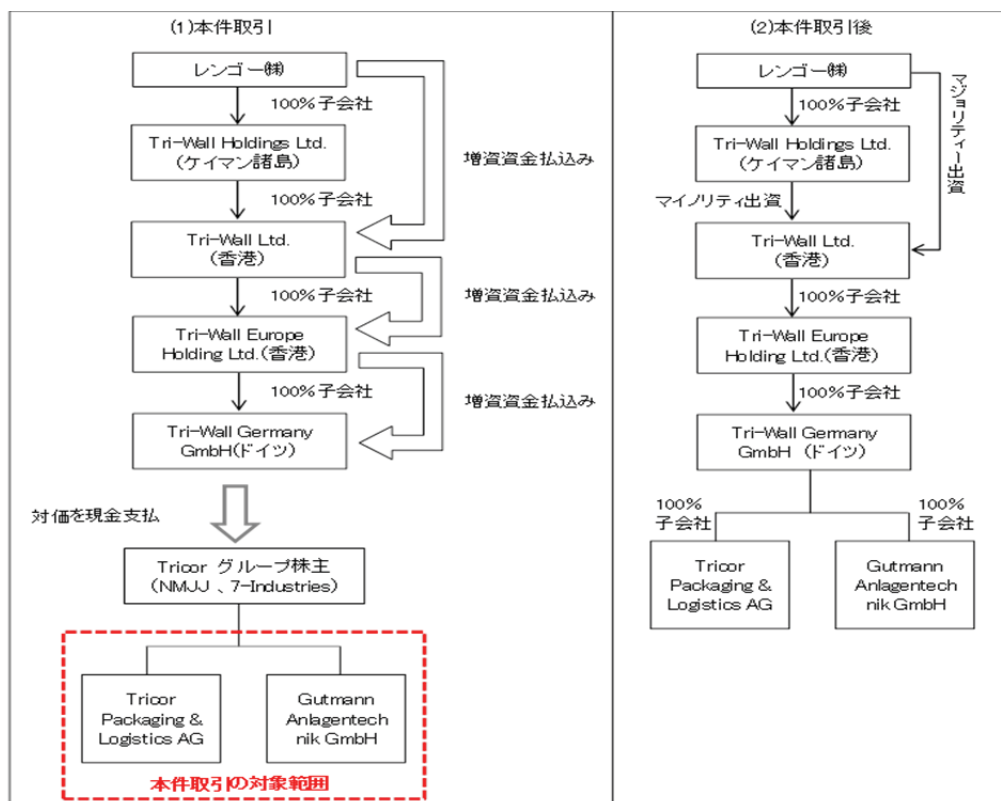 (1)本件取引
レンゴー㈱
100%子会社
Tri-Wall Holdings Ltd.
(ケイマン諸島)
増資資金払込み
100%子会社
Tri-Wall Ltd.
(香港)
100%子会社
増資資金払込み
Tri-Wall Europe
Holding Ltd.(香港)
100%子会社
増資資金払込み
Tri-Wall Germany
GmbH(ドイツ)
対価を現金支払
Tricor グループ株主
(NMJJ 、7-Industries)
Tricor
Packaging &
Logistics AG
Gutmann
Anlagentech
nik GmbH
本件取引の対象範囲
(2)本件取引後
レンゴー㈱
100%子会社
マジョリティー出資
Tri-Wall Holdings Ltd.
(ケイマン諸島)
マイノリティ出資
Tri-Wall Ltd.
(香港)
100%子会社
Tri-Wall Europe
Holding Ltd.(香港)
100%子会社
Tri-Wall Germany
GmbH (ドイツ)
100%
子会社
100%
子会社
Tricor
Packaging &
Logistics AG
Gutmann
Anlagentech
nik GmbH